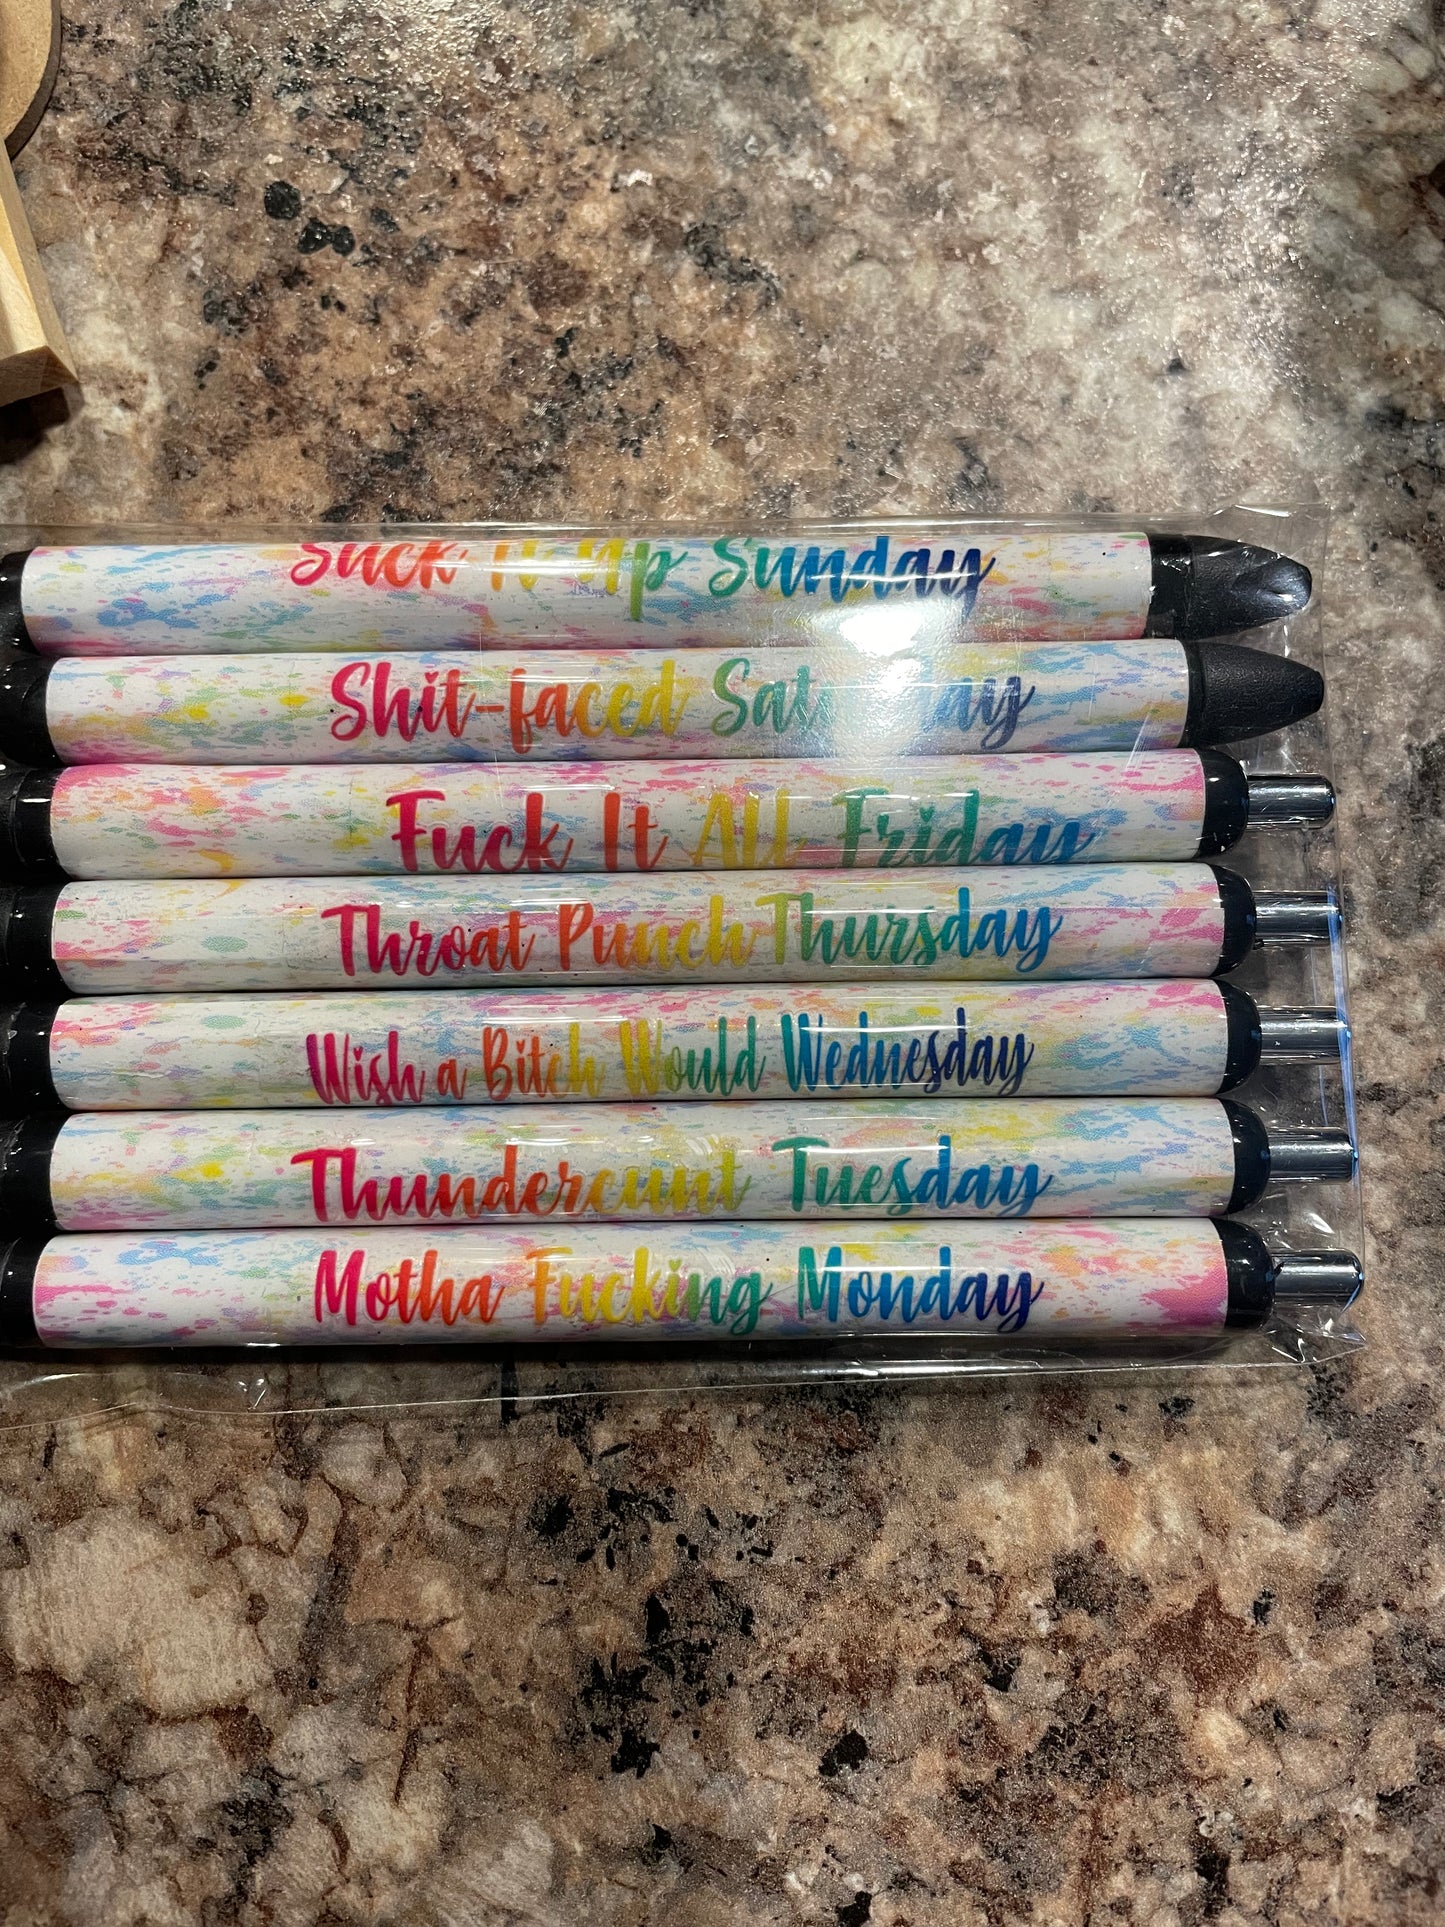 Suck It Up Sunday
Shit-faced Saturday
Fuck It All Friday
Throat Punch Thursday
Wish a Bitch Would Wednesday
Thundercunt Tuesday
Motha Fucking Monday